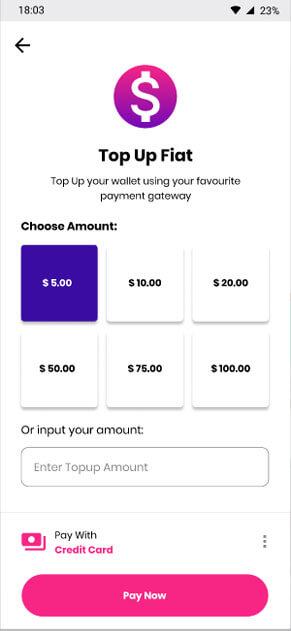 18:03
23%
$
Top Up Fiat
Top Up your wallet using your favourite
payment gateway
Choose Amount:
$ 5.00
$ 10.00
$ 20.00
$ 50.00
$ 75.00
$ 100.00
Or input your amount:
Enter Topup Amount
Pay With
Credit Card
Pay Now